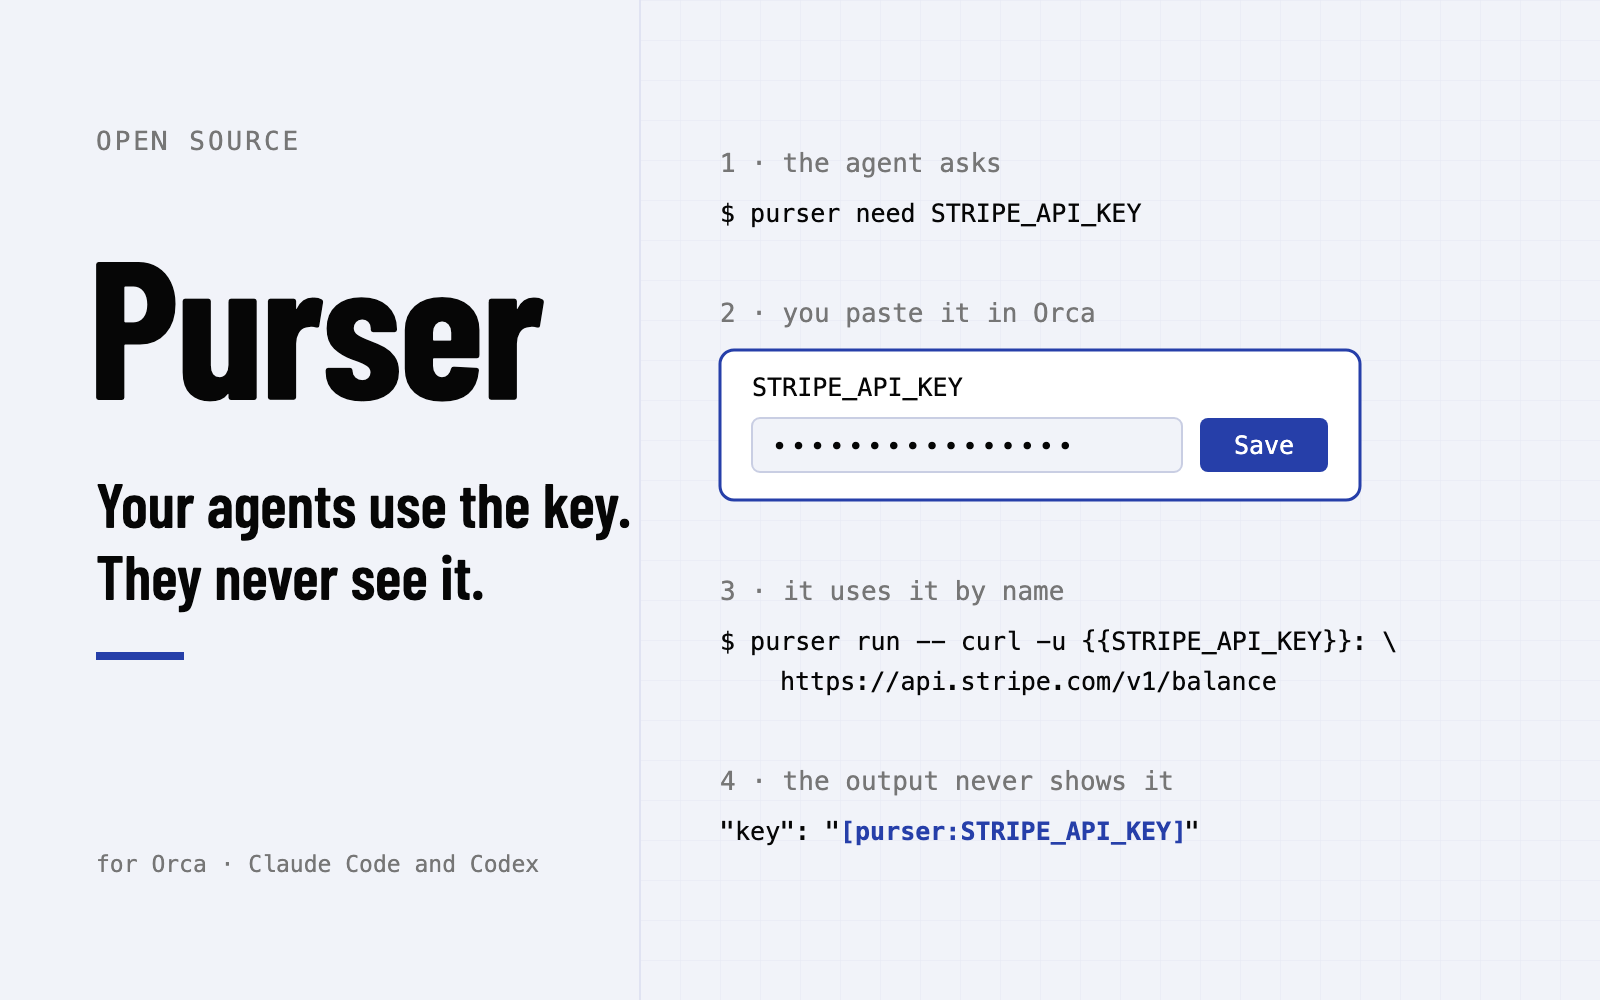 OPEN SOURCE
Purser
Your agents use the key.
They never see it.
for Orca · Claude Code and Codex
1 · the agent asks
$ purser need STRIPE_API_KEY
2 · you paste it in Orca
STRIPE_API_KEY
••••••••••••••••
Save
3 · it uses it by name
$ purser run -- curl -u {{STRIPE_API_KEY}}: \
https://api.stripe.com/v1/balance
4 · the output never shows it
"key": "[purser:STRIPE_API_KEY]"